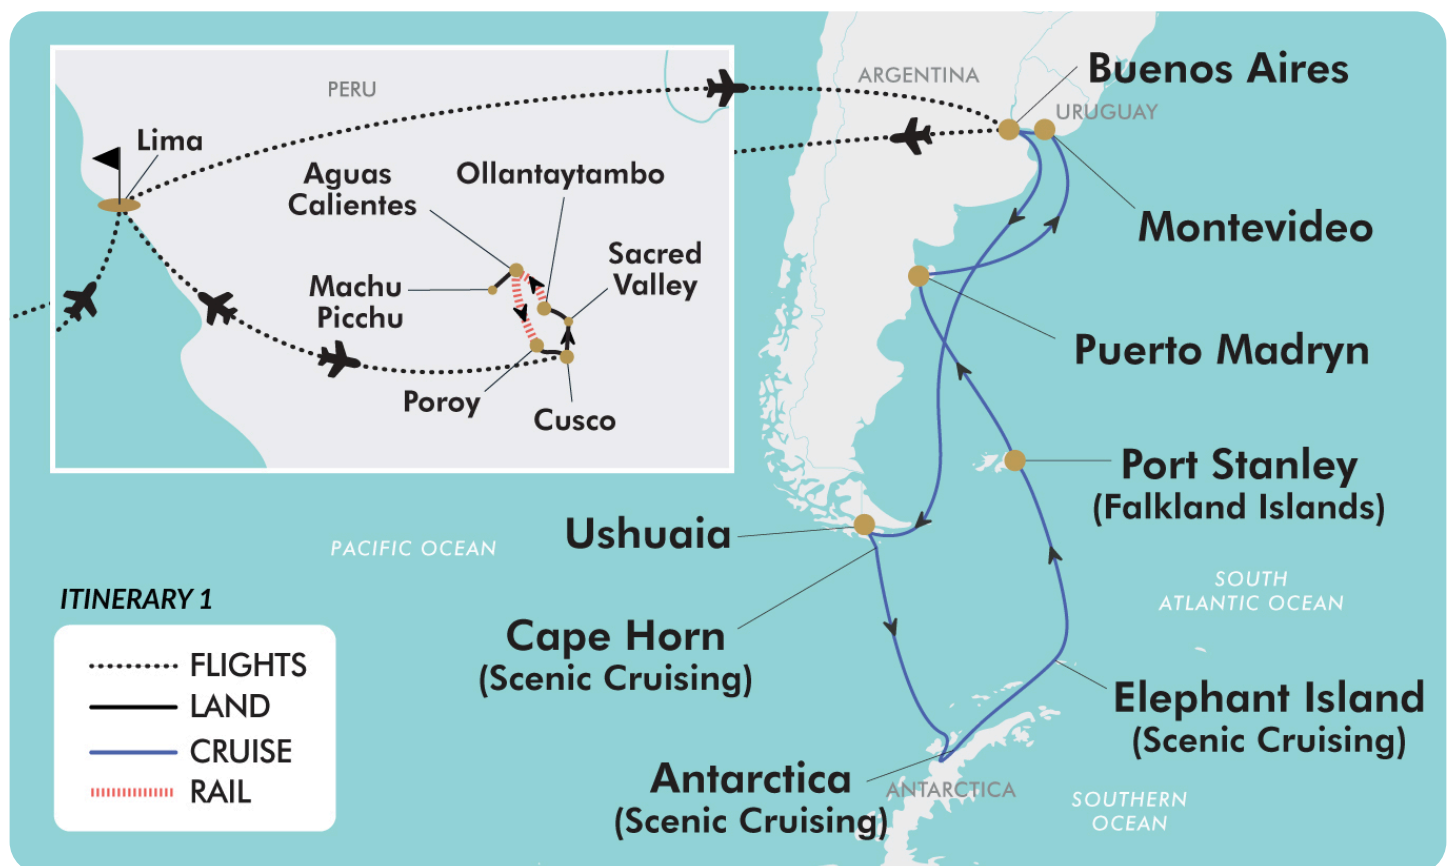 PERU
Lima
Aguas
Calientes
Ollantaytambo
Sacred
Valley
Machu
Picchu
Poroy
Cusco
ARGENTINA
Buenos Aires
URUGUAY
Montevideo
Puerto Madryn
Port Stanley
(Falkland Islands)
Ushuaia
PACIFIC OCEAN
SOUTH
ATLANTIC OCEAN
Cape Horn
(Scenic Cruising)
Elephant Island
(Scenic Cruising)
Antarctica
(Scenic Cruising)
ANTARCTICA
SOUTHERN
OCEAN
ITINERARY 1
FLIGHTS
LAND
CRUISE
RAIL